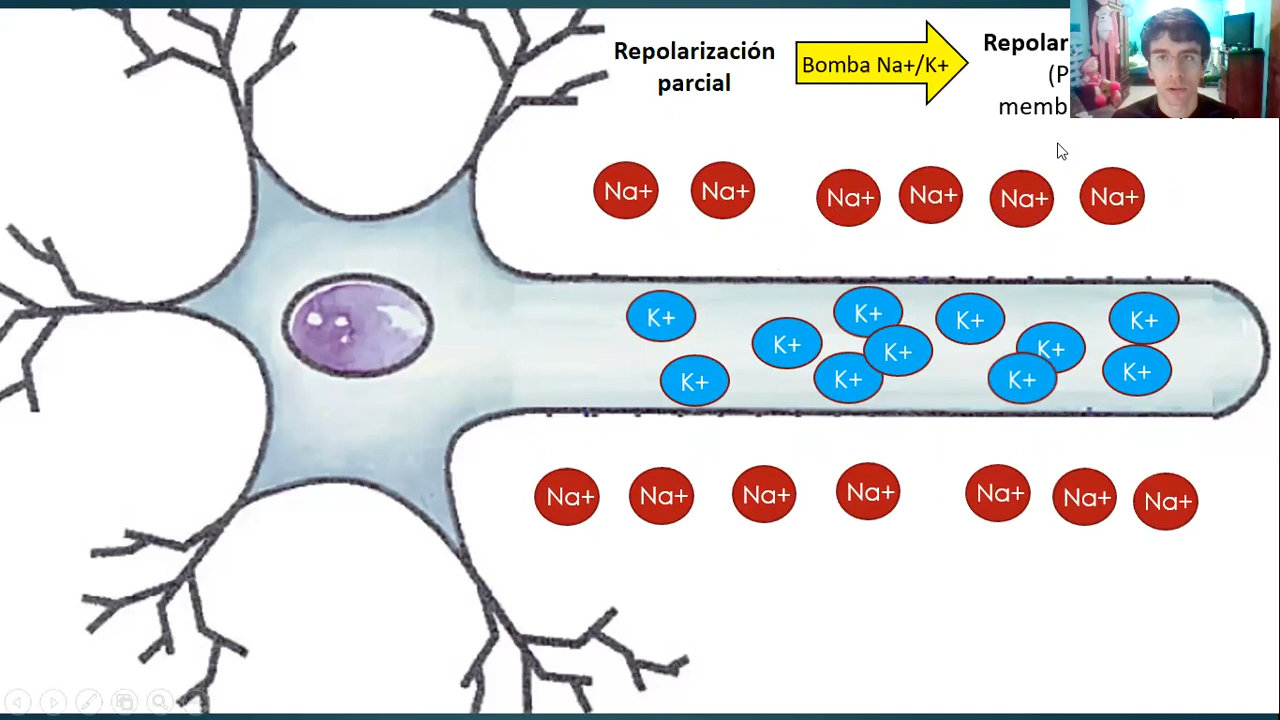 Repolarización
parcial
Bomba Na+/K+
Repolar
(P
memb
Na+
Na+
Na+
Na+
Na+
Na+
K+
K+
K+
K+
K+
K+
K+
K+
K+
K+
K+
Na+
Na+
Na+
Na+
Na+
Na+
Na+